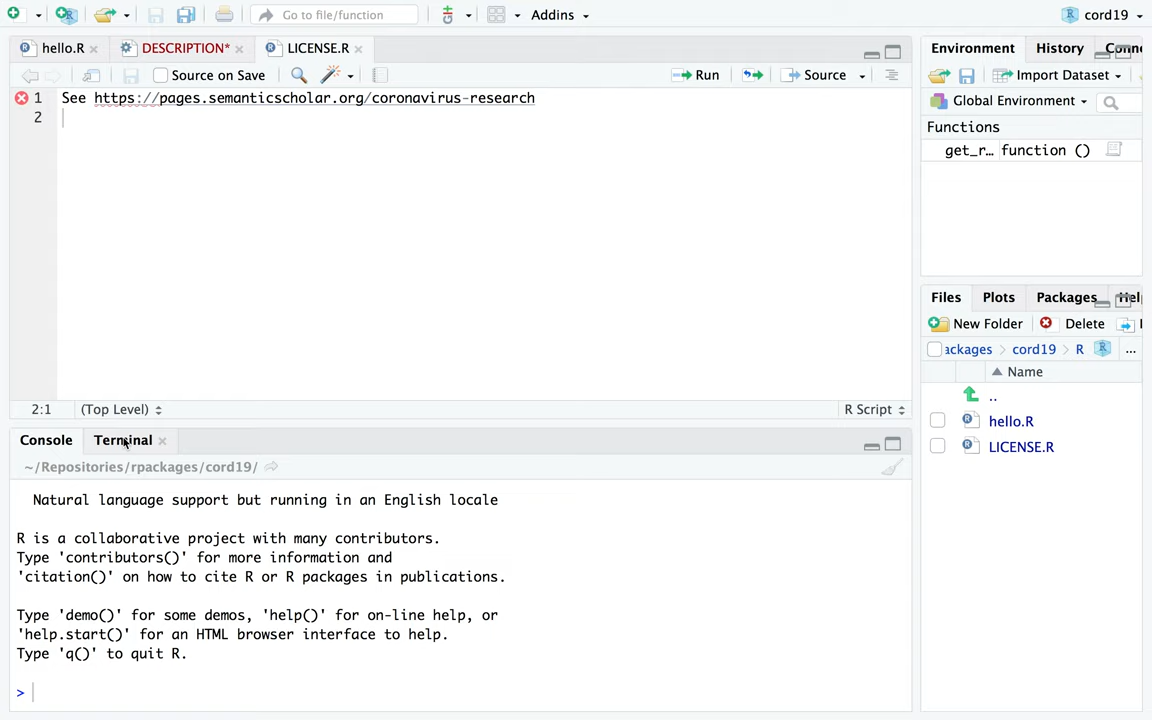 Go to file/function
Addins
cord19
hello.R
DESCRIPTION*
LICENSE.R
Source on Save
Run
Source
1 See https://pages.semanticscholar.org/coronavirus-research
2
2:1
(Top Level)
R Script
Console
Terminal
~/Repositories/rpackages/cord19/
Natural language support but running in an English locale
R is a collaborative project with many contributors.
Type 'contributors()' for more information and
'citation()' on how to cite R or R packages in publications.
Type 'demo()' for some demos, 'help()' for on-line help, or
'help.start()' for an HTML browser interface to help.
Type 'q()' to quit R.
>
Environment
History
Import Dataset
Global Environment
Functions
get_r… function ()
Files
Plots
Packages
New Folder
Delete
ackages > cord19 > R
...
Name
..
hello.R
LICENSE.R